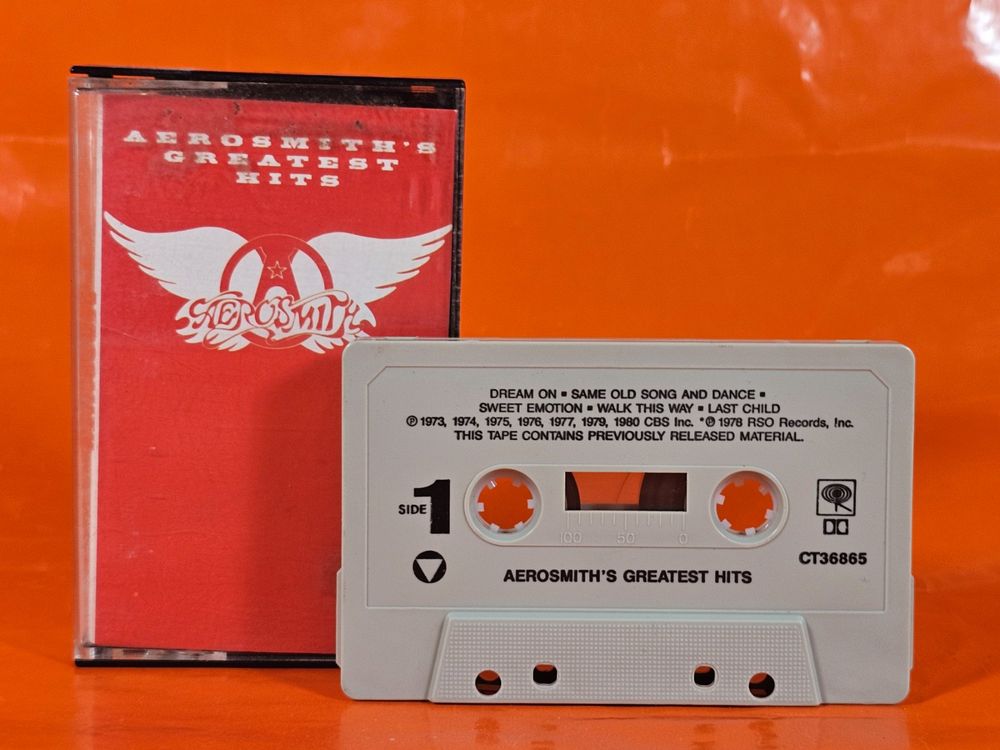 AEROSMITH'S
GREATEST
HITS
AEROSMITH
DREAM ON ▪ SAME OLD SONG AND DANCE ▪
SWEET EMOTION ▪ WALK THIS WAY ▪ LAST CHILD
℗ 1973, 1974, 1975, 1976, 1977, 1979, 1980 CBS Inc. *℗ 1978 RSO Records, Inc.
THIS TAPE CONTAINS PREVIOUSLY RELEASED MATERIAL.
SIDE 1
100 50 0
CT36865
AEROSMITH'S GREATEST HITS